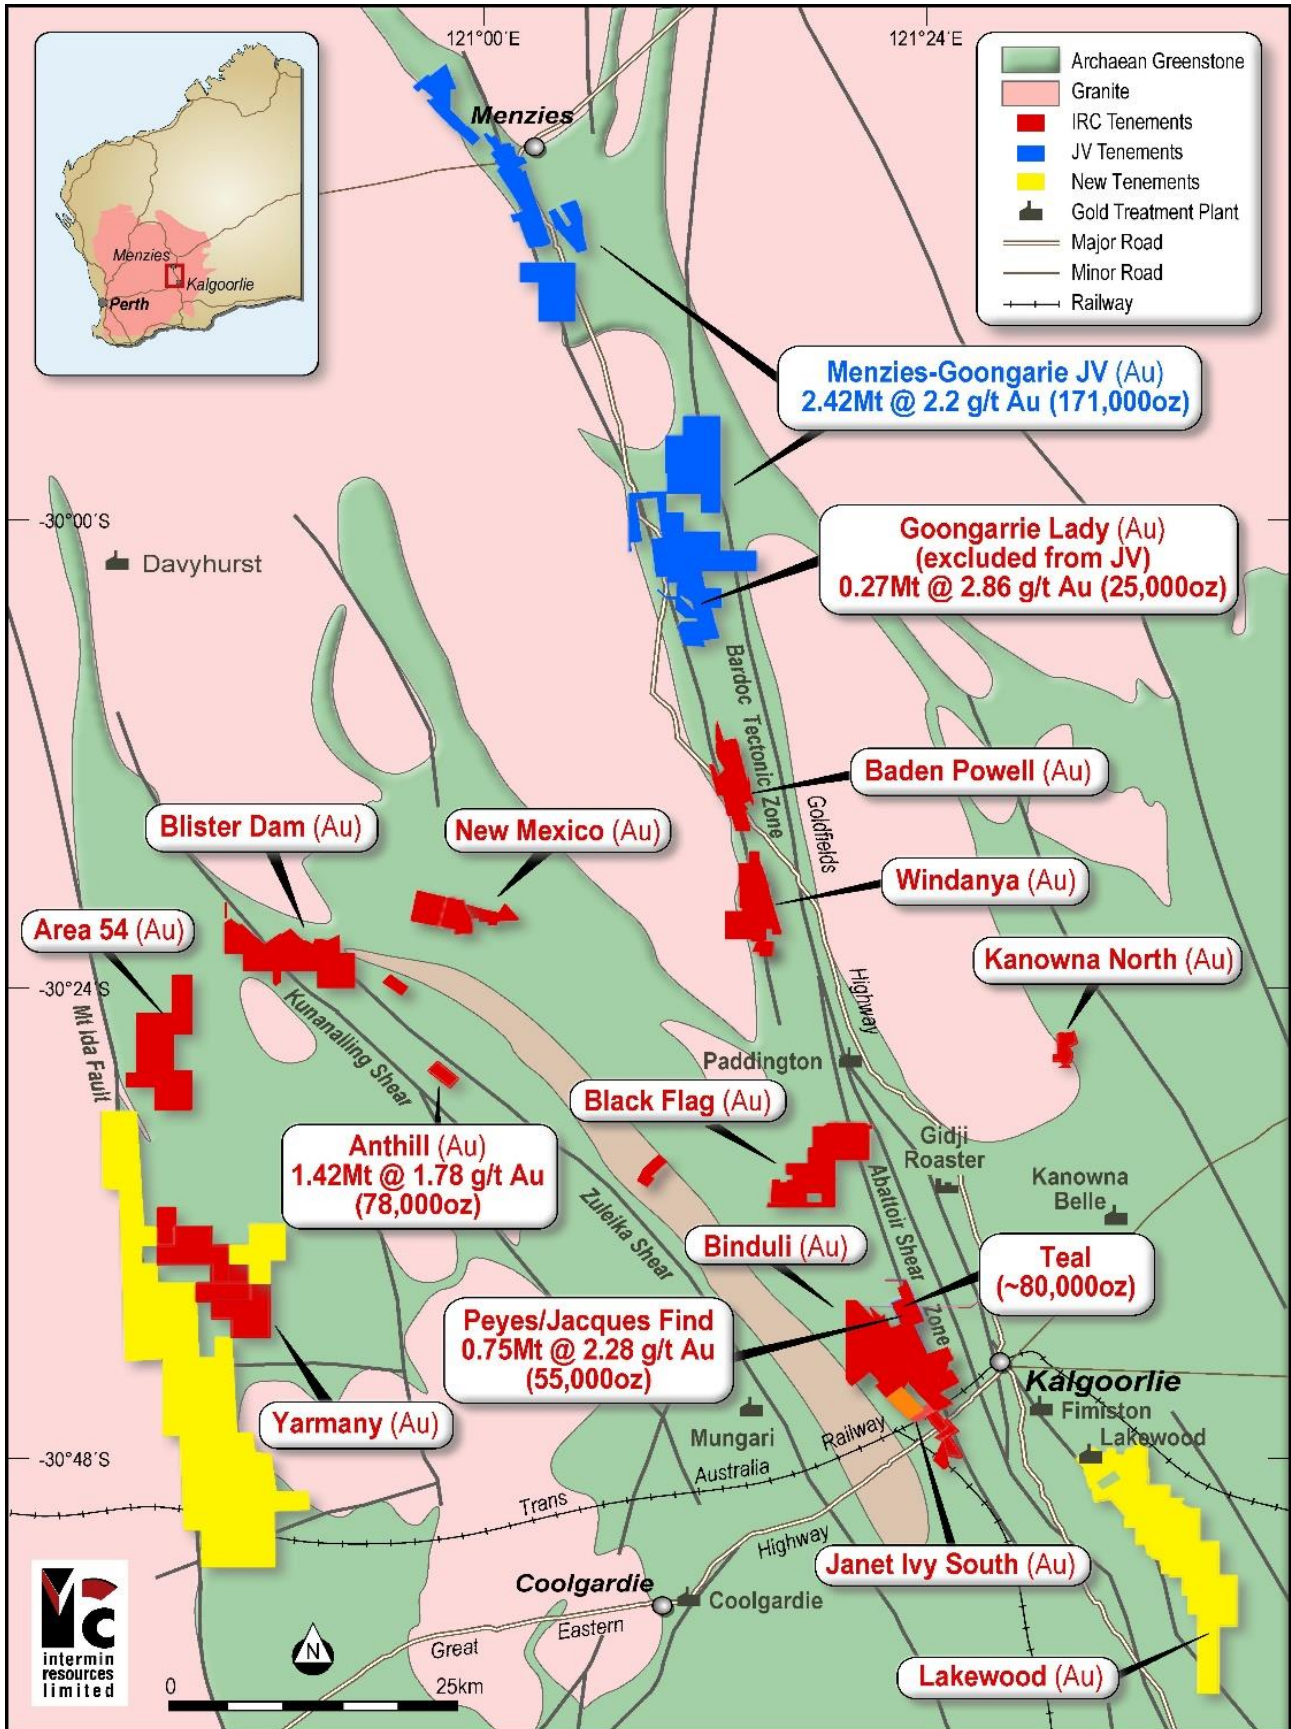 121°00´E
121°24´E
Archaean Greenstone
Granite
IRC Tenements
JV Tenements
New Tenements
Gold Treatment Plant
Major Road
Minor Road
Railway
Menzies
Kalgoorlie
Perth
Menzies
Menzies-Goongarie JV (Au)
2.42Mt @ 2.2 g/t Au (171,000oz)
-30°00´S
Davyhurst
Goongarrie Lady (Au)
(excluded from JV)
0.27Mt @ 2.86 g/t Au (25,000oz)
Bardoc Tectonic Zone
Baden Powell (Au)
Goldfields
Highway
Blister Dam (Au)
New Mexico (Au)
Windanya (Au)
Area 54 (Au)
Kanowna North (Au)
-30°24´S
Mt Ida Fault
Kunanalling Shear
Paddington
Black Flag (Au)
Anthill (Au)
1.42Mt @ 1.78 g/t Au
(78,000oz)
Gidji
Roaster
Kanowna
Belle
Zuleika Shear
Abattoir Shear
Zone
Binduli (Au)
Teal
(~80,000oz)
Peyes/Jacques Find
0.75Mt @ 2.28 g/t Au
(55,000oz)
Kalgoorlie
Yarmany (Au)
Fimiston
Lakewood
Mungari
-30°48´S
Trans
Australia
Railway
Janet Ivy South (Au)
Coolgardie
Coolgardie
Great
Eastern
Highway
Lakewood (Au)
intermin
resources
limited
N
0
25km